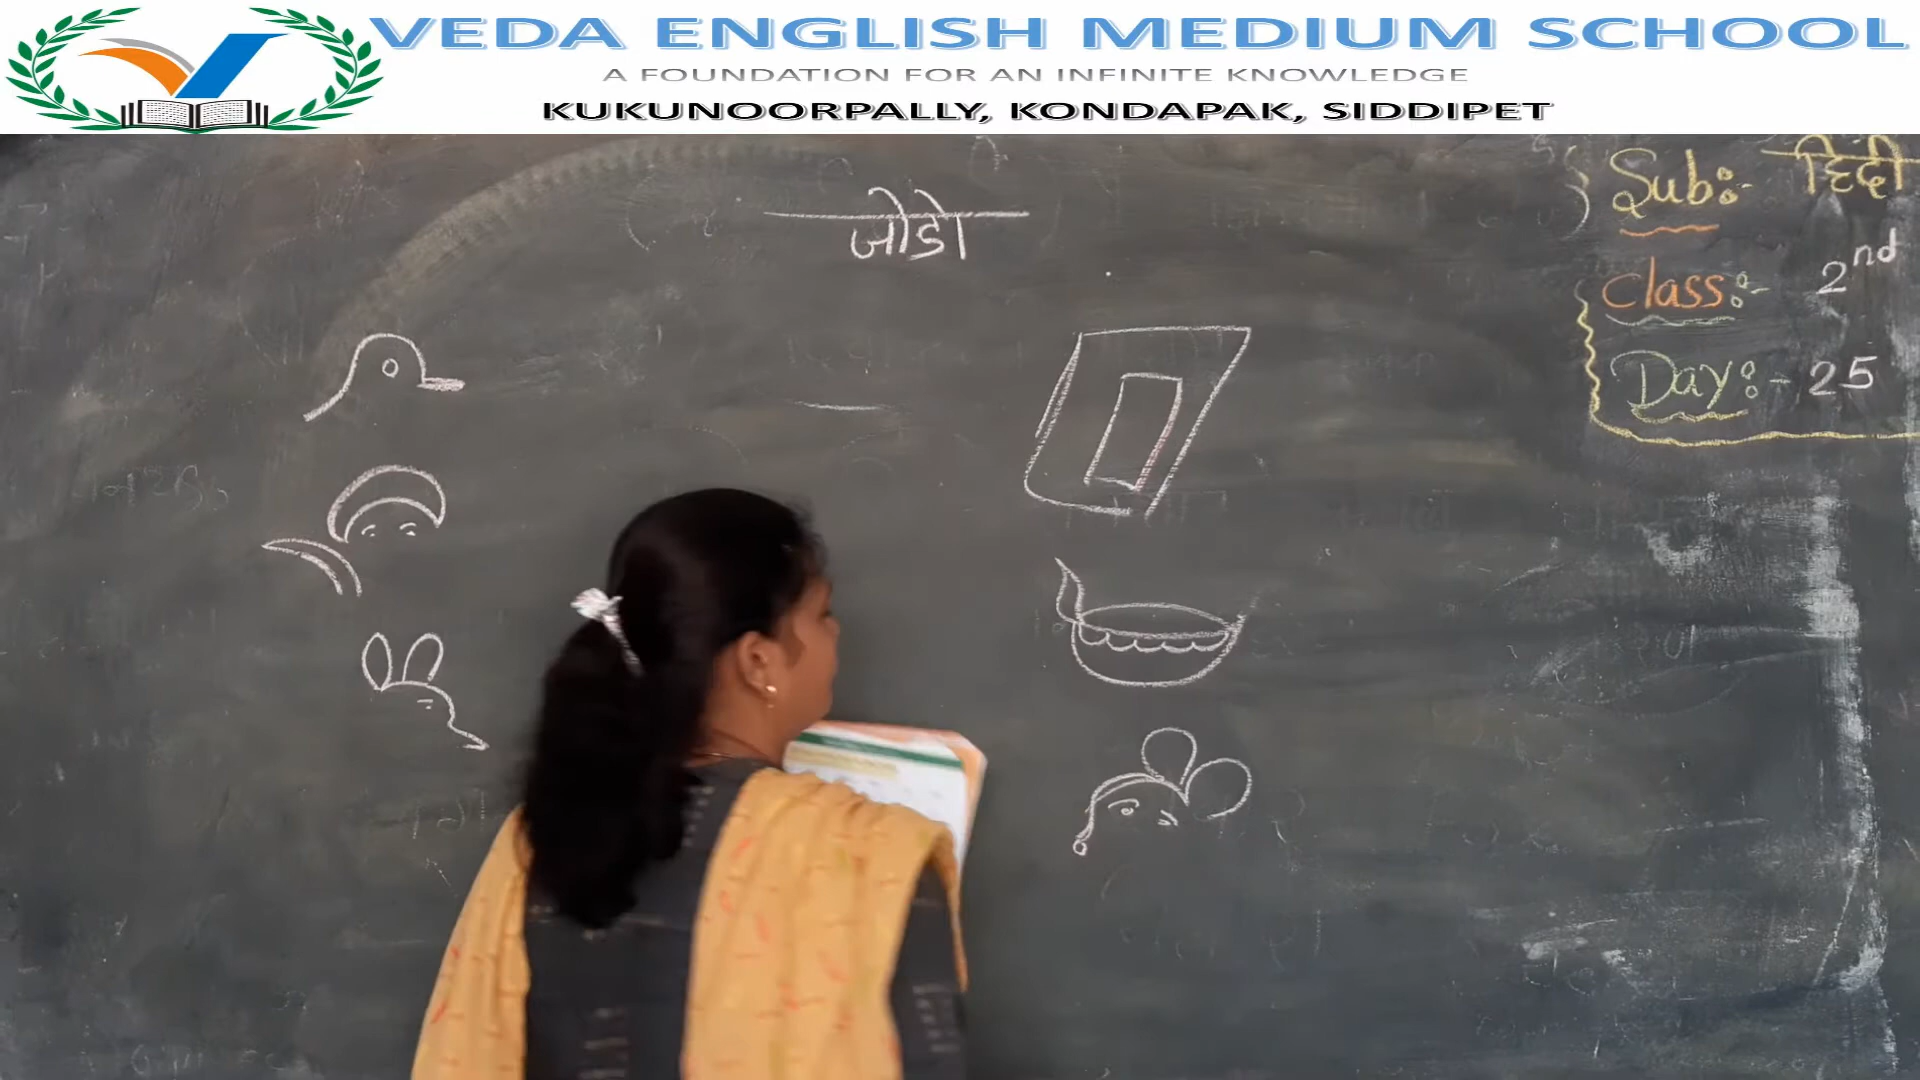 VEDA ENGLISH MEDIUM SCHOOL
A FOUNDATION FOR AN INFINITE KNOWLEDGE
KUKUNOORPALLY, KONDAPAK, SIDDIPET
जोडो
Sub:- हिंदी
Class:- 2nd
Day:- 25